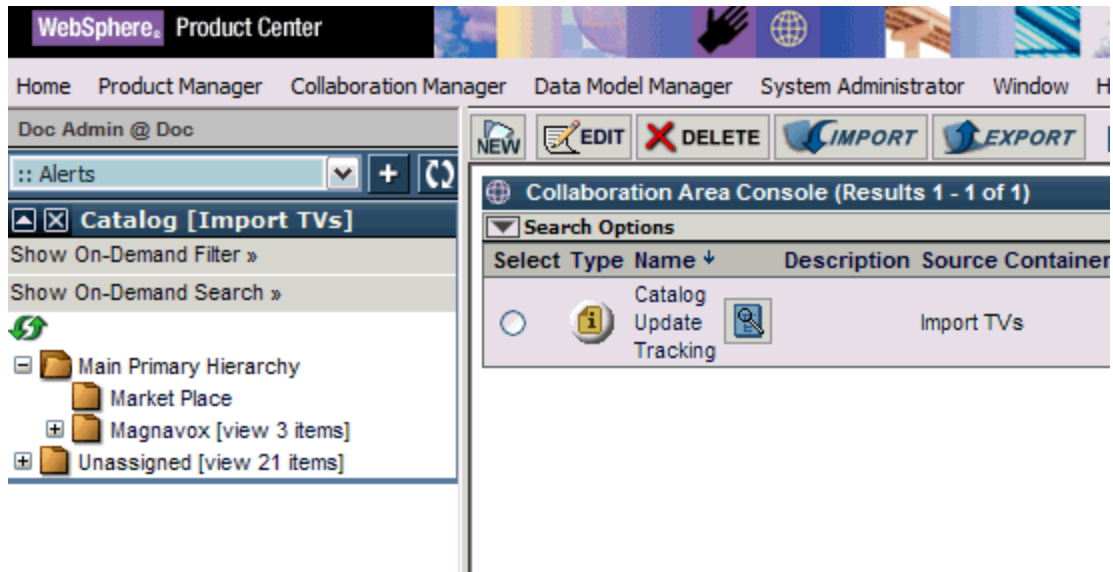 WebSphere® Product Center
Home Product Manager Collaboration Manager Data Model Manager System Administrator Window H
Doc Admin @ Doc
NEW EDIT DELETE IMPORT EXPORT
:: Alerts
Catalog [Import TVs]
Show On-Demand Filter »
Show On-Demand Search »
Main Primary Hierarchy
Market Place
Magnavox [view 3 items]
Unassigned [view 21 items]
Collaboration Area Console (Results 1 - 1 of 1)
Search Options
Select Type Name Description Source Container
Catalog
Update
Tracking
Import TVs